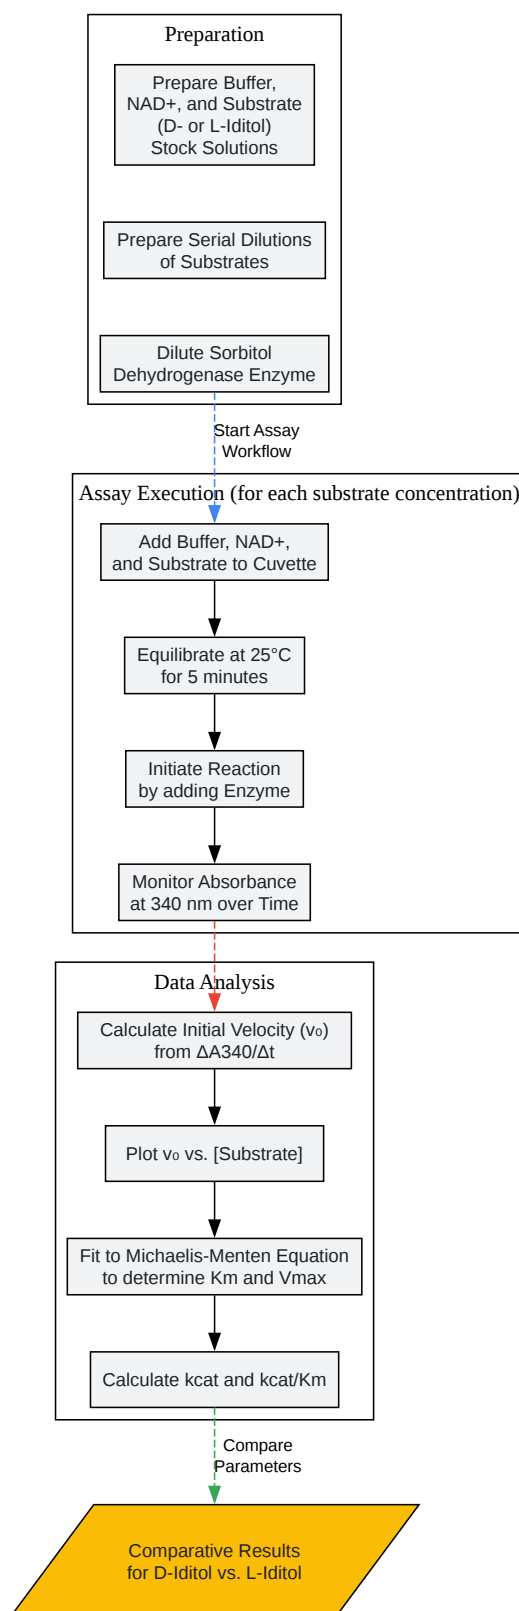 Preparation
Prepare Buffer,
NAD+, and Substrate
(D- or L-Iditol)
Stock Solutions
Prepare Serial Dilutions
of Substrates
Dilute Sorbitol
Dehydrogenase Enzyme
Start Assay
Workflow
Assay Execution (for each substrate concentration)
Add Buffer, NAD+,
and Substrate to Cuvette
Equilibrate at 25°C
for 5 minutes
Initiate Reaction
by adding Enzyme
Monitor Absorbance
at 340 nm over Time
Data Analysis
Calculate Initial Velocity (v₀)
from ΔA340/Δt
Plot v₀ vs. [Substrate]
Fit to Michaelis-Menten Equation
to determine Km and Vmax
Calculate kcat and kcat/Km
Compare
Parameters
Comparative Results
for D-Iditol vs. L-Iditol